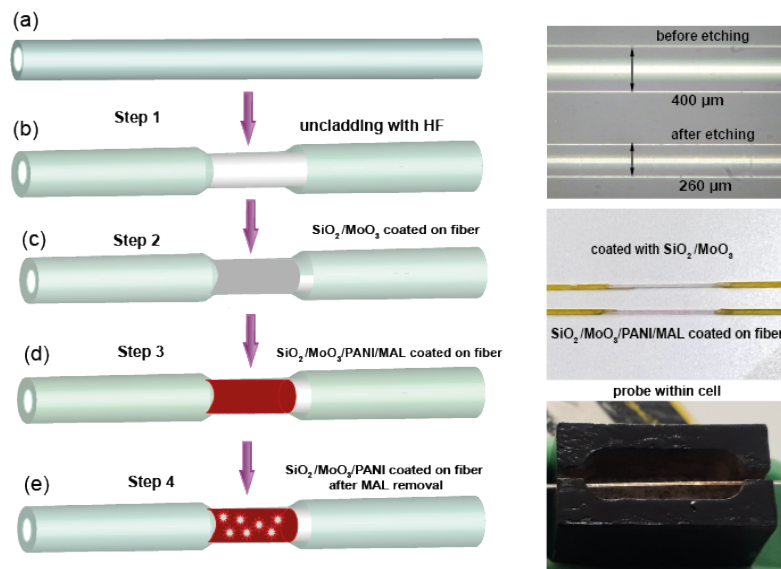 (a)
Step 1
(b)
uncladding with HF
(c)
Step 2
SiO₂/MoO₃ coated on fiber
(d)
Step 3
SiO₂/MoO₃/PANI/MAL coated on fiber
(e)
Step 4
SiO₂/MoO₃/PANI coated on fiber
after MAL removal
before etching
400 µm
after etching
260 µm
coated with SiO₂/MoO₃
SiO₂/MoO₃/PANI/MAL coated on fiber
probe within cell